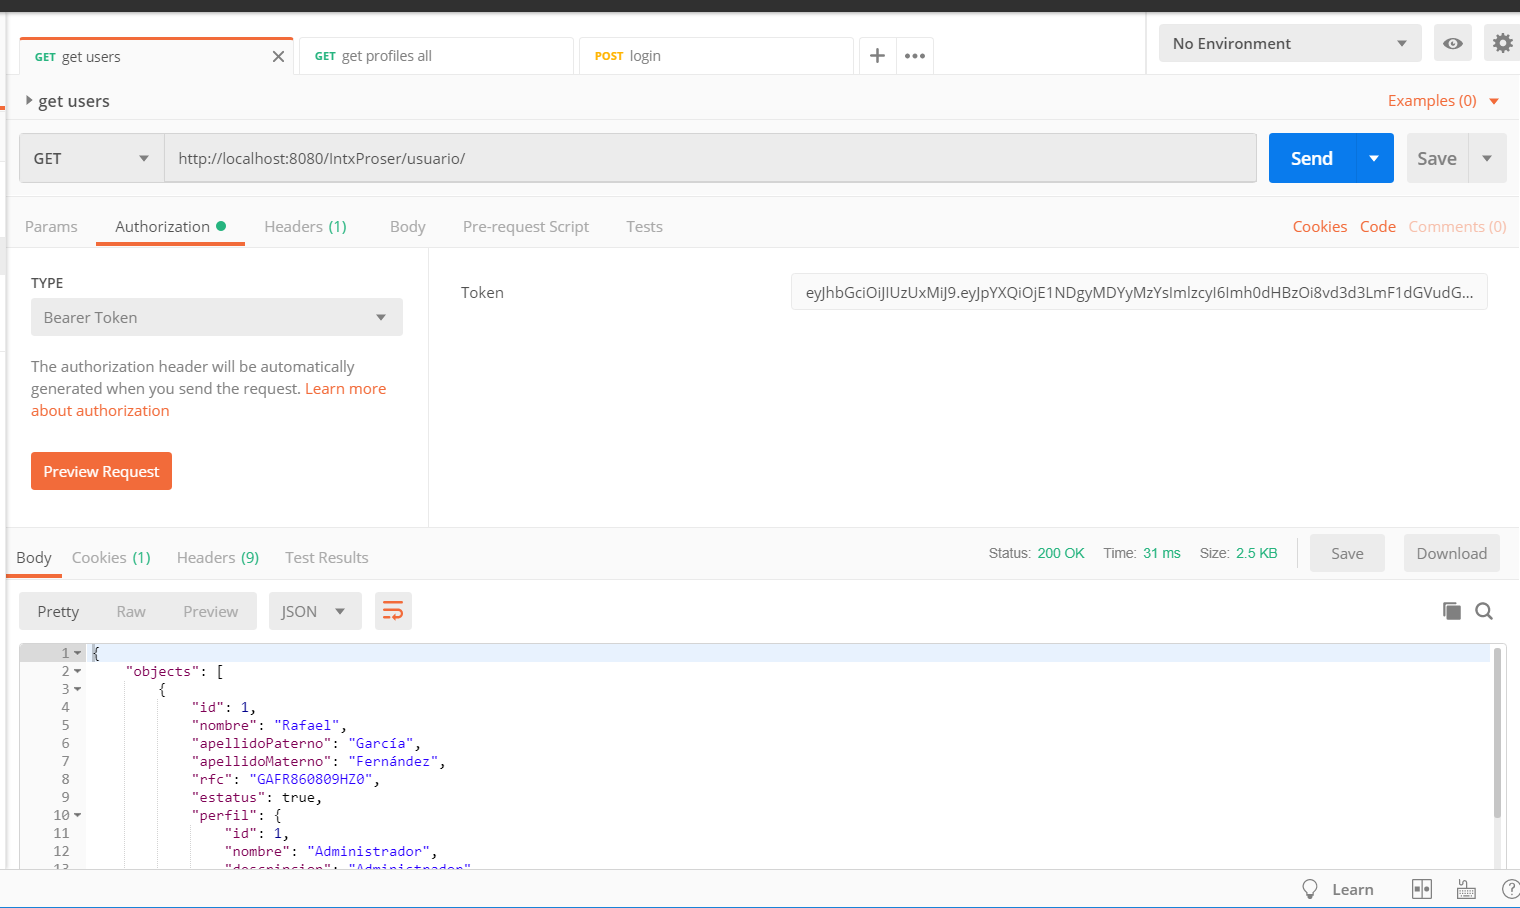 GET get users
GET get profiles all
POST login
No Environment
get users
Examples (0)
GET http://localhost:8080/IntxProser/usuario/ Send Save
Params Authorization Headers (1) Body Pre-request Script Tests Cookies Code Comments (0)
TYPE
Bearer Token
The authorization header will be automatically
generated when you send the request. Learn more
about authorization
Preview Request
Token eyJhbGciOiJIUzUxMiJ9.eyJpYXQiOjE1NDgyMDYyMzYsImlzcyI6Imh0dHBzOi8vd3d3LmF1dGVudG...
Body Cookies (1) Headers (9) Test Results Status: 200 OK Time: 31 ms Size: 2.5 KB Save Download
Pretty Raw Preview JSON
1 {
2 "objects": [
3 {
4 "id": 1,
5 "nombre": "Rafael",
6 "apellidoPaterno": "García",
7 "apellidoMaterno": "Fernández",
8 "rfc": "GAFR860809HZ0",
9 "estatus": true,
10 "perfil": {
11 "id": 1,
12 "nombre": "Administrador",
13 "descripcion": "Administrador"
Learn